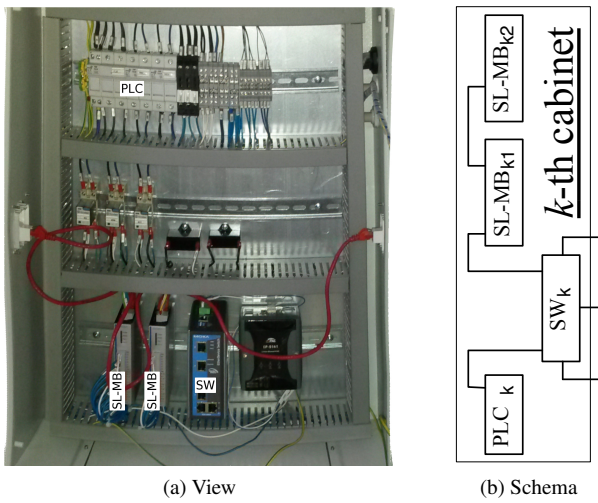 PLC
SL-MB
SL-MB
SW
(a) View
SL-MBk2
SL-MBk1
k-th cabinet
SWk
PLC k
(b) Schema